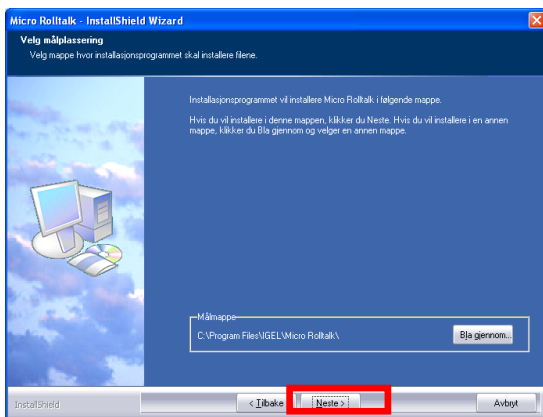 Micro Rolltalk - InstallShield Wizard
Velg målplassering
Velg mappe hvor installasjonsprogrammet skal installere filene.
Installasjonsprogrammet vil installere Micro Rolltalk i følgende mappe.
Hvis du vil installere i denne mappen, klikker du Neste. Hvis du vil installere i en annen
mappe, klikker du Bla gjennom og velger en annen mappe.
Målmappe
C:\Program Files\IGEL\Micro Rolltalk\
Bla gjennom...
InstallShield
< Tilbake
Neste >
Avbryt